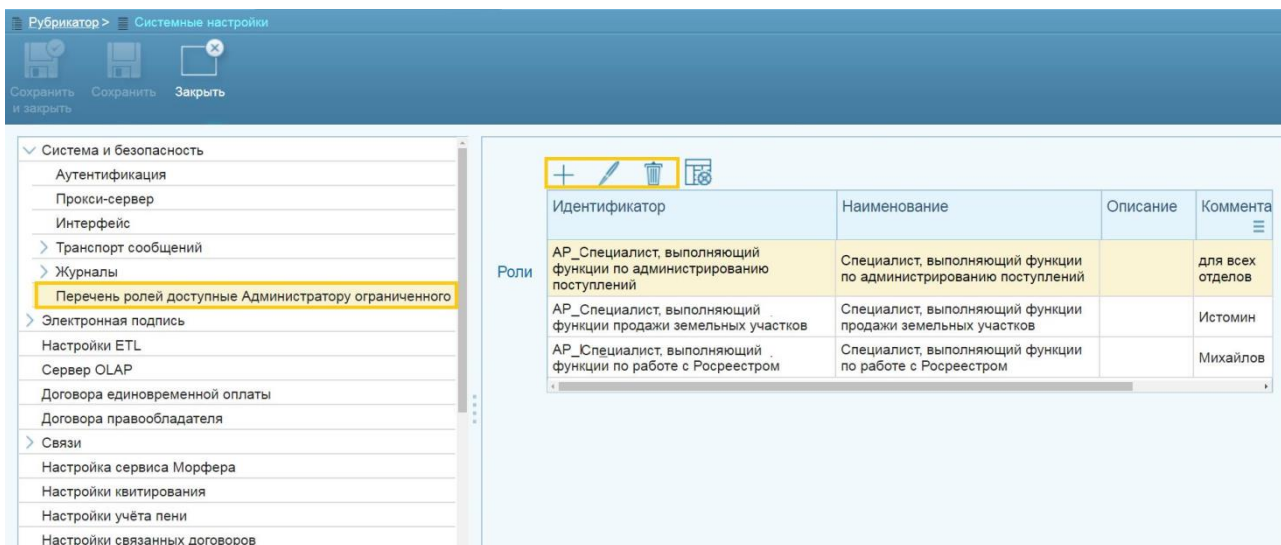 Рубрикатор > Системные настройки
Сохранить
и закрыть
Сохранить
Закрыть
Система и безопасность
Аутентификация
Прокси-сервер
Интерфейс
Транспорт сообщений
Журналы
Перечень ролей доступные Администратору ограниченного
Электронная подпись
Настройки ETL
Сервер OLAP
Договора единовременной оплаты
Договора правообладателя
Связи
Настройка сервиса Морфера
Настройки квитирования
Настройки учёта пени
Настройки связанных договоров
Роли
Идентификатор
Наименование
Описание
Коммента
АР_Специалист, выполняющий
функции по администрированию
поступлений
Специалист, выполняющий функции
по администрированию поступлений
для всех
отделов
АР_Специалист, выполняющий
функции продажи земельных участков
Специалист, выполняющий функции
продажи земельных участков
Истомин
АР_Специалист, выполняющий
функции по работе с Росреестром
Специалист, выполняющий функции
по работе с Росреестром
Михайлов